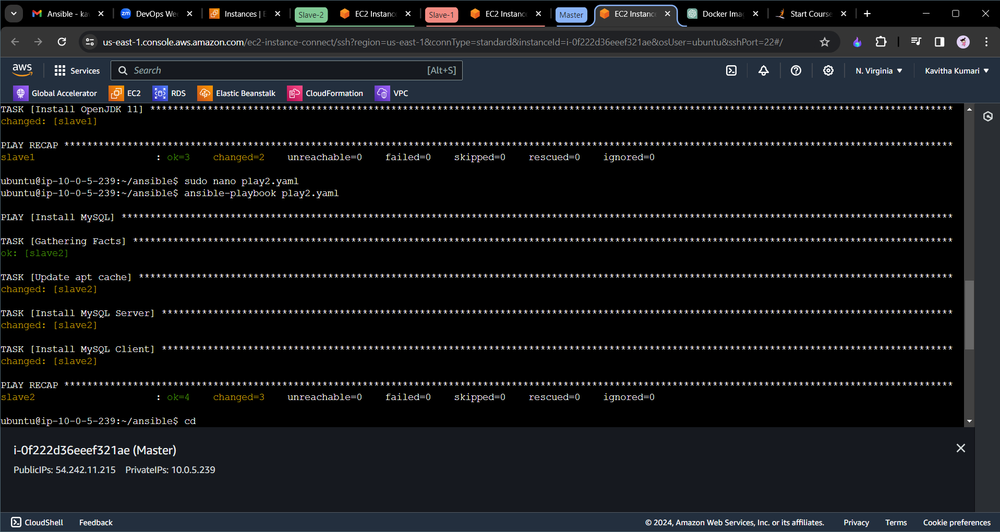 Ansible - ka
DevOps Wee
Instances | E
Slave-2
EC2 Instanc
Slave-1
EC2 Instanc
Master
EC2 Instanc
Docker Imag
Start Course
us-east-1.console.aws.amazon.com/ec2-instance-connect/ssh?region=us-east-1&connType=standard&instanceId=i-0f222d36eeef321ae&osUser=ubuntu&sshPort=22#/
aws
Services
Search
[Alt+S]
N. Virginia
Kavitha Kumari
Global Accelerator
EC2
RDS
Elastic Beanstalk
CloudFormation
VPC
TASK [Install OpenJDK 11] ********************************************************************************************************************************************
changed: [slave1]
PLAY RECAP ***********************************************************************************************************************************************************
slave1                     : ok=3    changed=2    unreachable=0    failed=0    skipped=0    rescued=0    ignored=0
ubuntu@ip-10-0-5-239:~/ansible$ sudo nano play2.yaml
ubuntu@ip-10-0-5-239:~/ansible$ ansible-playbook play2.yaml
PLAY [Install MySQL] *************************************************************************************************************************************************
TASK [Gathering Facts] ***********************************************************************************************************************************************
ok: [slave2]
TASK [Update apt cache] **********************************************************************************************************************************************
changed: [slave2]
TASK [Install MySQL Server] ******************************************************************************************************************************************
changed: [slave2]
TASK [Install MySQL Client] ******************************************************************************************************************************************
changed: [slave2]
PLAY RECAP ***********************************************************************************************************************************************************
slave2                     : ok=4    changed=3    unreachable=0    failed=0    skipped=0    rescued=0    ignored=0
ubuntu@ip-10-0-5-239:~/ansible$ cd
i-0f222d36eeef321ae (Master)
PublicIPs: 54.242.11.215    PrivateIPs: 10.0.5.239
CloudShell
Feedback
© 2024, Amazon Web Services, Inc. or its affiliates.
Privacy
Terms
Cookie preferences